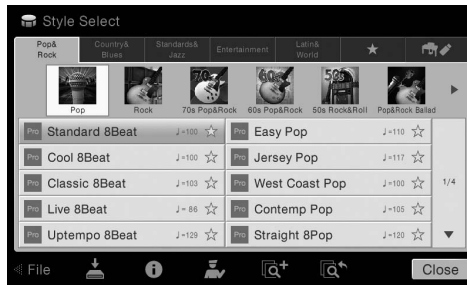 Style Select
Pop& Rock
Country& Blues
Standards& Jazz
Entertainment
Latin& World
Pop
Rock
70s Pop&Rock
60s Pop&Rock
50s Rock&Roll
Pop&Rock Ballad
Pro Standard 8Beat ♩=100
Pro Easy Pop ♩=110
Pro Cool 8Beat ♩=100
Pro Jersey Pop ♩=117
Pro Classic 8Beat ♩=103
Pro West Coast Pop ♩=100
1/4
Pro Live 8Beat ♩= 86
Pro Contemp Pop ♩=105
Pro Uptempo 8Beat ♩=129
Pro Straight 8Pop ♩=120
File
Close